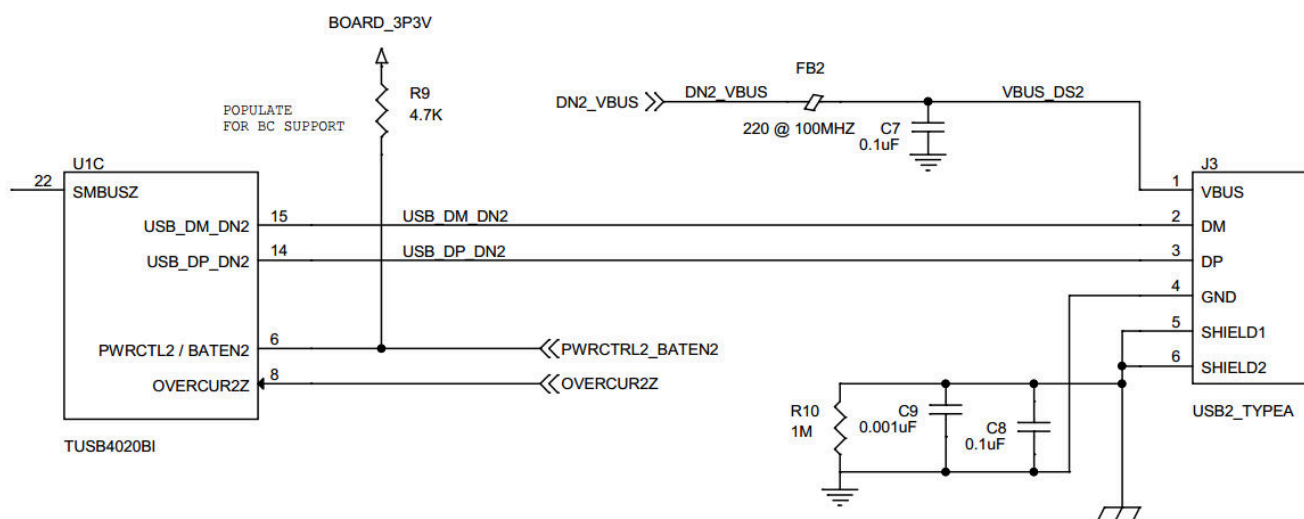 BOARD_3P3V
FB2
R9
4.7K
DN2_VBUS
DN2_VBUS
VBUS_DS2
POPULATE
FOR BC SUPPORT
220 @ 100MHZ
C7
0.1uF
U1C
J3
22
SMBUSZ
1
VBUS
USB_DM_DN2
15
USB_DM_DN2
2
DM
USB_DP_DN2
14
USB_DP_DN2
3
DP
4
GND
PWRCTL2 / BATEN2
6
PWRCTRL2_BATEN2
5
SHIELD1
OVERCUR2Z
8
OVERCUR2Z
6
SHIELD2
USB2_TYPEA
R10
1M
C9
0.001uF
C8
0.1uF
TUSB4020BI